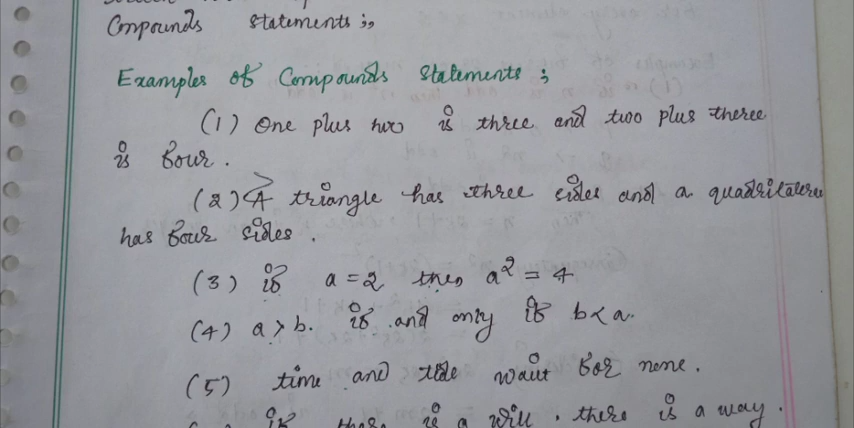 Compounds statements ;,
Examples of Compounds statements ;
(1) One plus two is three and two plus theree
is four.
(2) A triangle has three sides and a quadrilatera
has four sides.
(3) if a = 2 then a² = 4
(4) a > b. if and only if b < a.
(5) time and tide wait for none.
if there is a will, there is a way.